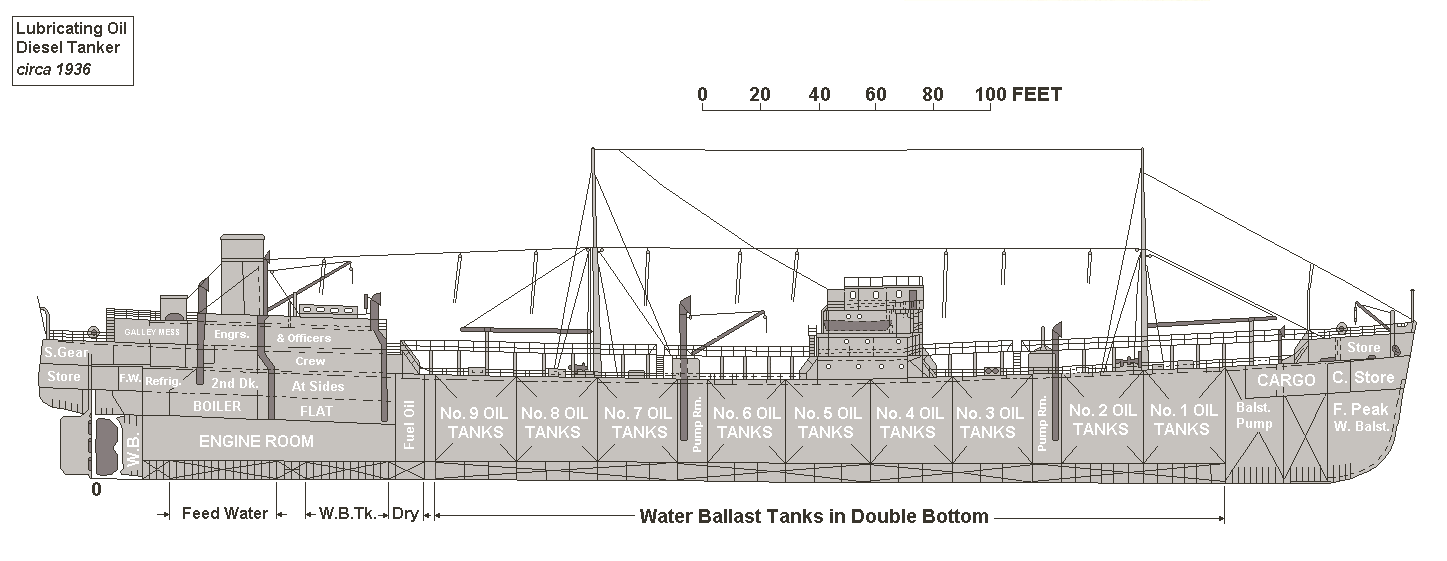 Lubricating Oil
Diesel Tanker
circa 1936
0 20 40 60 80 100 FEET
GALLEY MESS
Engrs.
& Officers
S.Gear
Crew
Store
F.W.
Refrig.
2nd Dk.
At Sides
BOILER
FLAT
W.B.
ENGINE ROOM
Fuel Oil
No. 9 OIL
TANKS
No. 8 OIL
TANKS
No. 7 OIL
TANKS
Pump Rm.
No. 6 OIL
TANKS
No. 5 OIL
TANKS
No. 4 OIL
TANKS
No. 3 OIL
TANKS
Pump Rm.
No. 2 OIL
TANKS
No. 1 OIL
TANKS
Store
CARGO
C. Store
Balst.
Pump
F. Peak
W. Balst.
0
Feed Water
W.B.Tk.
Dry
Water Ballast Tanks in Double Bottom